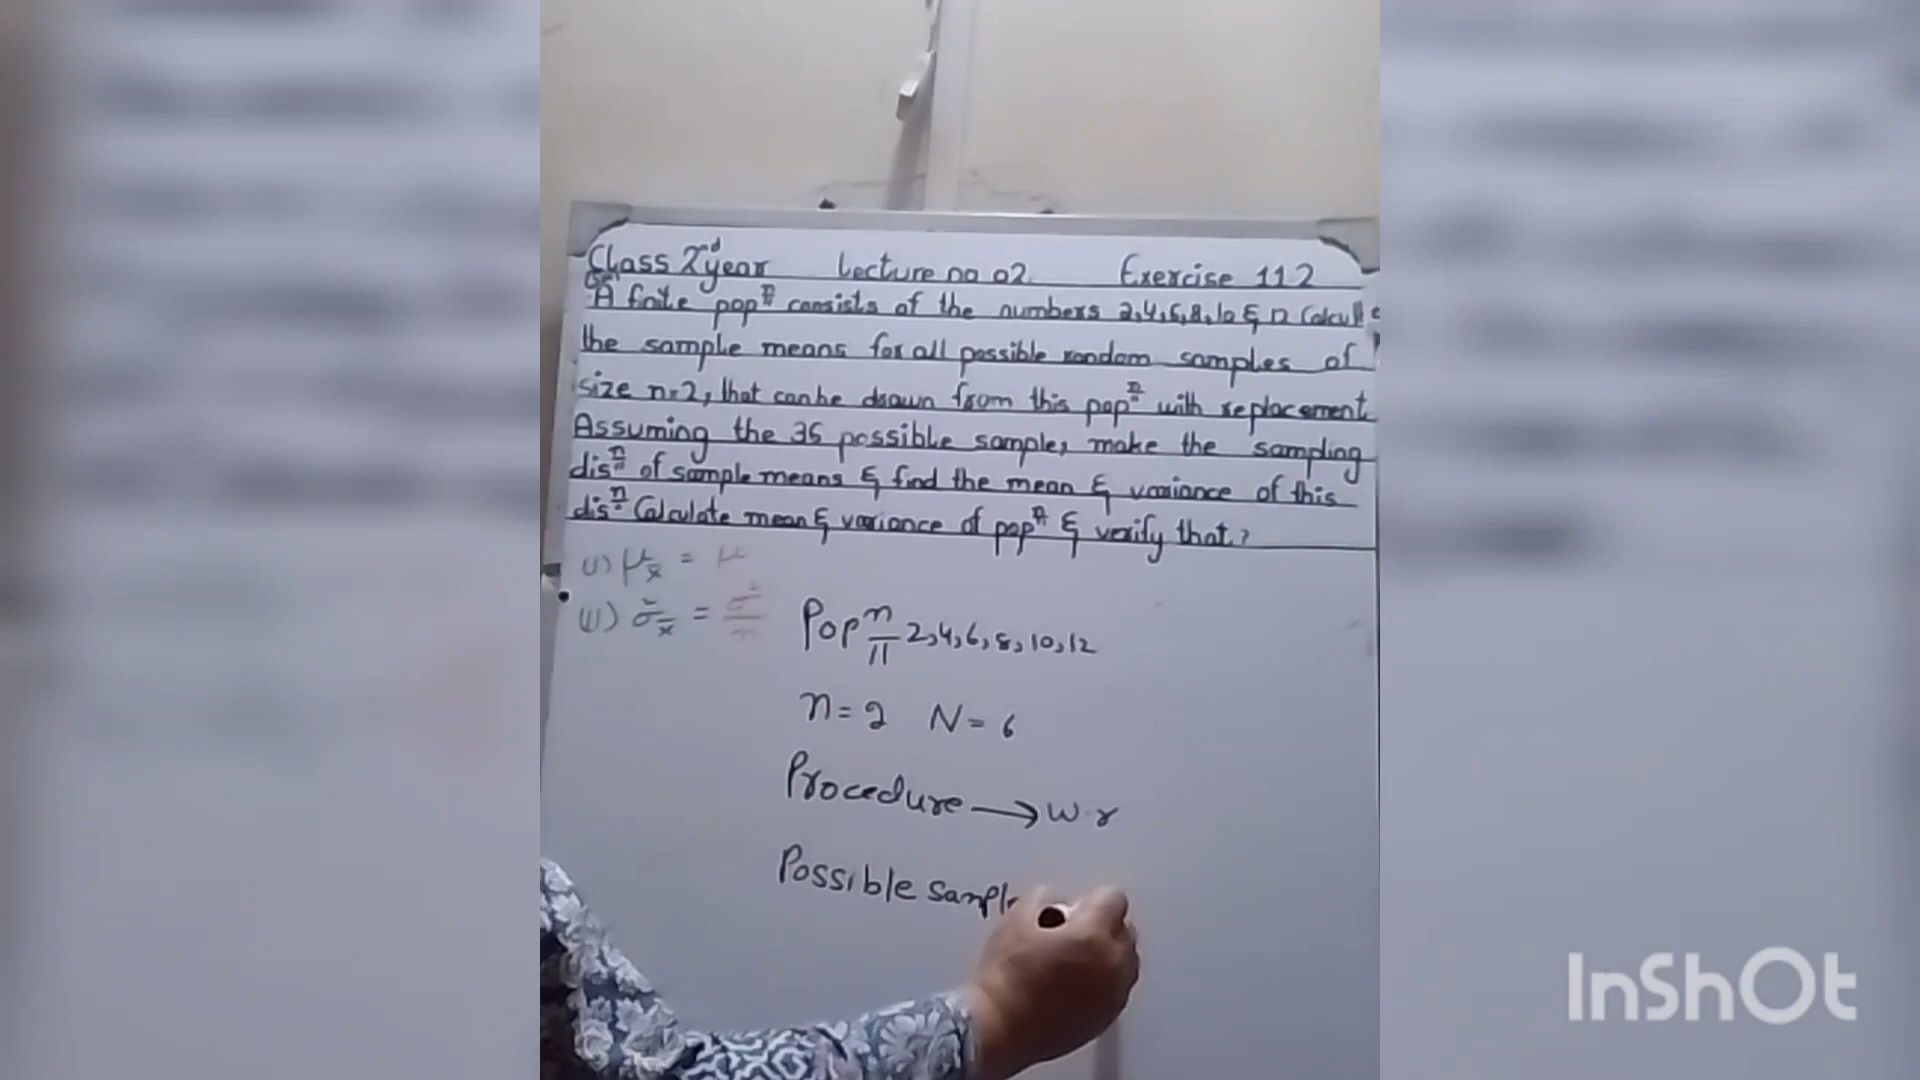 Class 2nd year Lecture no 02 Exercise 11.2
A finite popn consists of the numbers 2,4,6,8,10 & 12 Calcul
the sample means for all possible random samples of
size n=2, that can be drawn from this popn with replacement
Assuming the 36 possible samples make the sampling
disn of sample means & find the mean & variance of this
disn Calculate mean & variance of popn & verify that?
(i) μx̄ = μ
(ii) σ²x̄ = σ²/n
Popn 2,4,6,8,10,12
n=2 N=6
Procedure → w.r
Possible sampl
InShOt